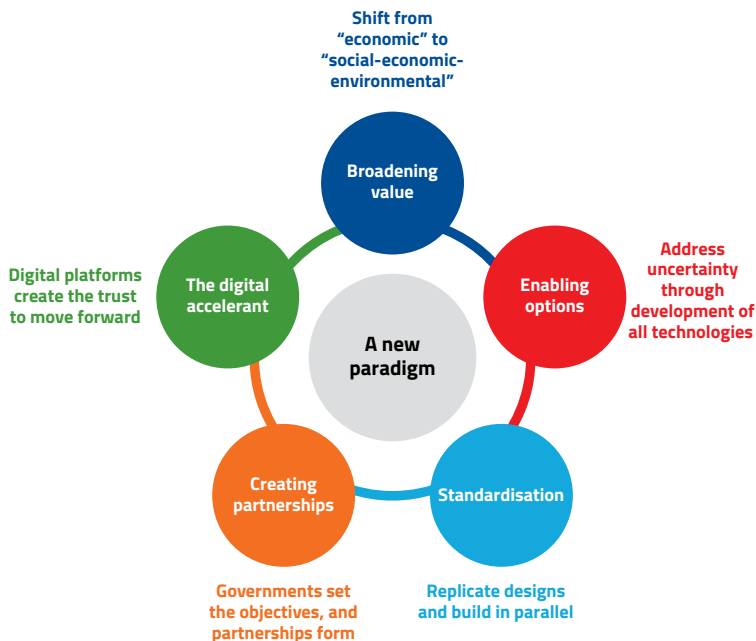 Shift from
“economic” to
“social-economic-
environmental”
Broadening
value
Enabling
options
Address
uncertainty
through
development of
all technologies
Standardisation
Replicate designs
and build in parallel
Creating
partnerships
Governments set
the objectives, and
partnerships form
The digital
accelerant
Digital platforms
create the trust
to move forward
A new
paradigm